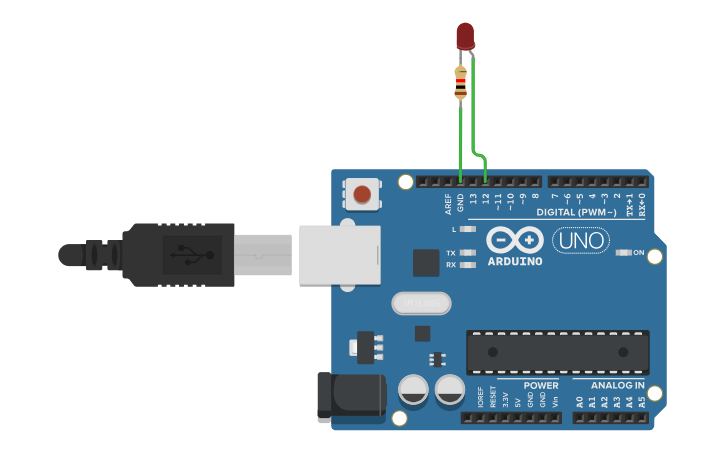 AREF
GND
13
12
~11
~10
~9
8
7
~6
~5
4
~3
2
TX→1
RX←0
DIGITAL (PWM~)
L
TX
RX
ARDUINO
UNO
ON
POWER
ANALOG IN
IOREF
RESET
3.3V
5V
GND
GND
Vin
A0
A1
A2
A3
A4
A5